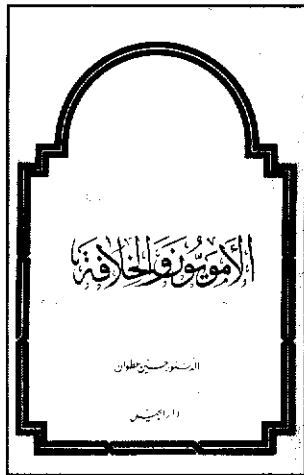 الأمويون والخلافة
الدكتور حسين عطوان
دار الجيل